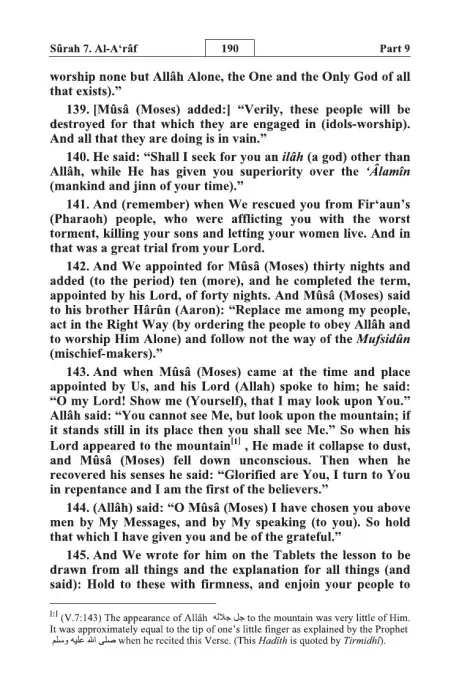 Sûrah 7. Al-A‘râf 190 Part 9
worship none but Allâh Alone, the One and the Only God of all
that exists).”
139. [Mûsâ (Moses) added:] “Verily, these people will be
destroyed for that which they are engaged in (idols-worship).
And all that they are doing is in vain.”
140. He said: “Shall I seek for you an ilâh (a god) other than
Allâh, while He has given you superiority over the ‘Âlamîn
(mankind and jinn of your time).”
141. And (remember) when We rescued you from Fir‘aun’s
(Pharaoh) people, who were afflicting you with the worst
torment, killing your sons and letting your women live. And in
that was a great trial from your Lord.
142. And We appointed for Mûsâ (Moses) thirty nights and
added (to the period) ten (more), and he completed the term,
appointed by his Lord, of forty nights. And Mûsâ (Moses) said
to his brother Hârûn (Aaron): “Replace me among my people,
act in the Right Way (by ordering the people to obey Allâh and
to worship Him Alone) and follow not the way of the Mufsidûn
(mischief-makers).”
143. And when Mûsâ (Moses) came at the time and place
appointed by Us, and his Lord (Allah) spoke to him; he said:
“O my Lord! Show me (Yourself), that I may look upon You.”
Allâh said: “You cannot see Me, but look upon the mountain; if
it stands still in its place then you shall see Me.” So when his
Lord appeared to the mountain[1] , He made it collapse to dust,
and Mûsâ (Moses) fell down unconscious. Then when he
recovered his senses he said: “Glorified are You, I turn to You
in repentance and I am the first of the believers.”
144. (Allâh) said: “O Mûsâ (Moses) I have chosen you above
men by My Messages, and by My speaking (to you). So hold
that which I have given you and be of the grateful.”
145. And We wrote for him on the Tablets the lesson to be
drawn from all things and the explanation for all things (and
said): Hold to these with firmness, and enjoin your people to
[1] (V.7:143) The appearance of Allâh جل جلاله to the mountain was very little of Him.
It was approximately equal to the tip of one’s little finger as explained by the Prophet
صلى الله عليه وسلم when he recited this Verse. (This Hadîth is quoted by Tirmidhî).